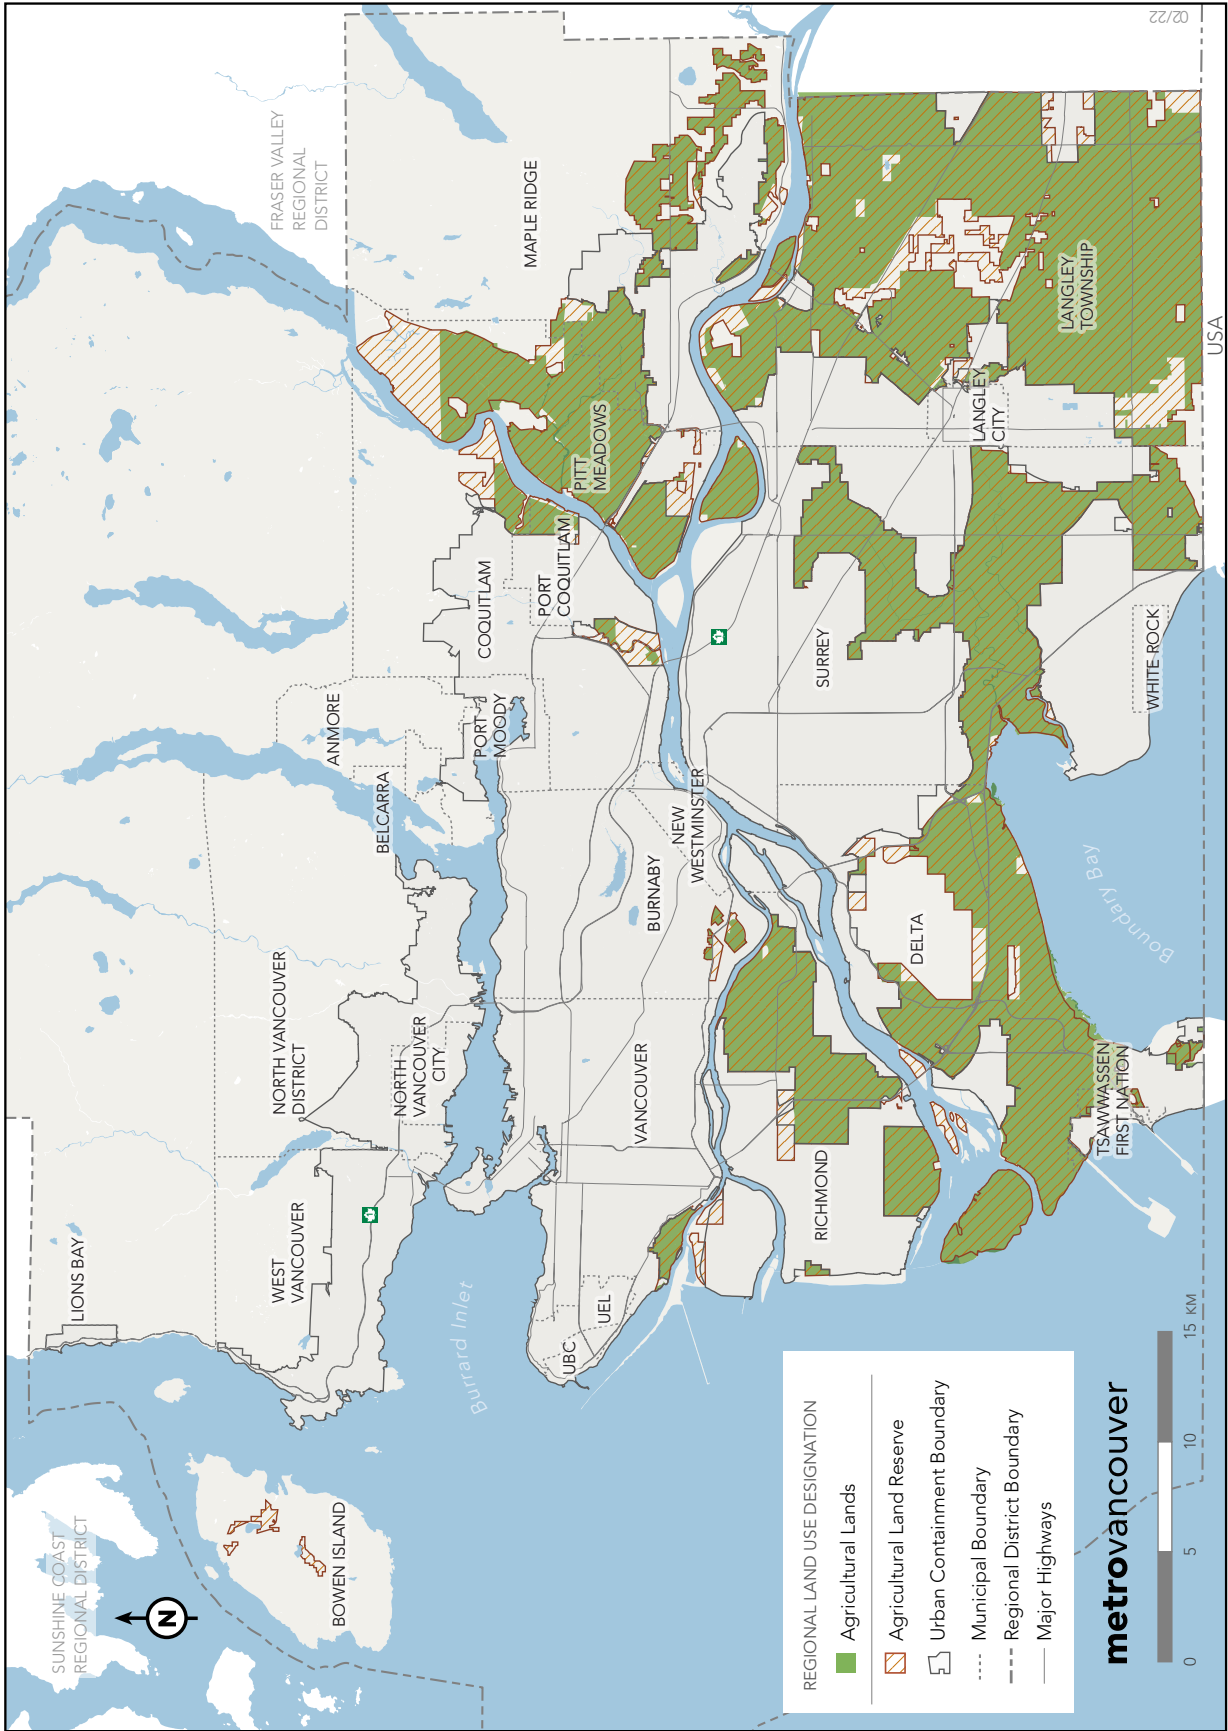 SUNSHINE COAST
REGIONAL DISTRICT
LIONS BAY
FRASER VALLEY
REGIONAL
DISTRICT
N
BOWEN ISLAND
WEST
VANCOUVER
NORTH VANCOUVER
DISTRICT
NORTH
VANCOUVER
CITY
BELCARRA
ANMORE
PORT
MOODY
COQUITLAM
PORT
COQUITLAM
PITT
MEADOWS
MAPLE RIDGE
Burrard Inlet
UBC
UEL
VANCOUVER
BURNABY
NEW
WESTMINSTER
1
1
RICHMOND
DELTA
SURREY
LANGLEY
CITY
LANGLEY
TOWNSHIP
TSAWWASSEN
FIRST NATION
Boundary Bay
WHITE ROCK
USA
REGIONAL LAND USE DESIGNATION
Agricultural Lands
Agricultural Land Reserve
Urban Containment Boundary
Municipal Boundary
Regional District Boundary
Major Highways
metrovancouver
0 5 10 15 KM
02/22